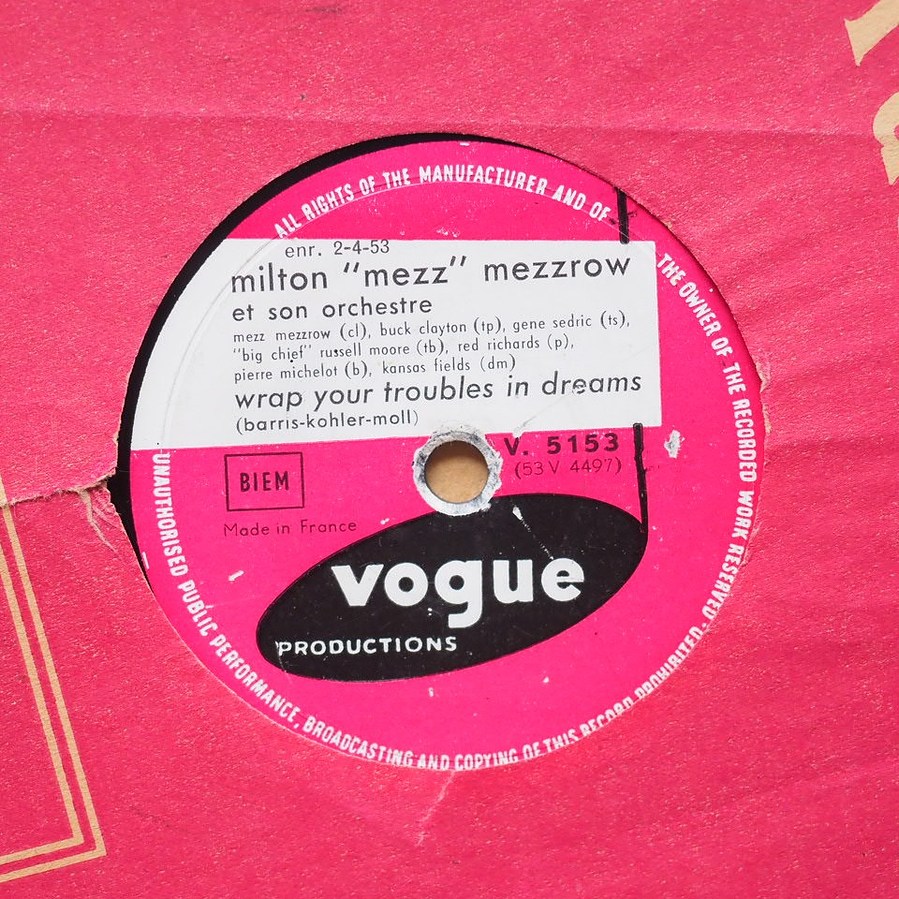 ALL RIGHTS OF THE MANUFACTURER AND OF THE OWNER OF THE RECORDED WORK RESERVED · UNAUTHORISED PUBLIC PERFORMANCE, BROADCASTING AND COPYING OF THIS RECORD PROHIBITED.
enr. 2-4-53
milton "mezz" mezzrow
et son orchestre
mezz mezzrow (cl), buck clayton (tp), gene sedric (ts),
"big chief" russell moore (tb), red richards (p),
pierre michelot (b), kansas fields (dm)
wrap your troubles in dreams
(barris-kohler-moll)
V. 5153
(53 V 4497)
BIEM
Made in France
vogue
PRODUCTIONS